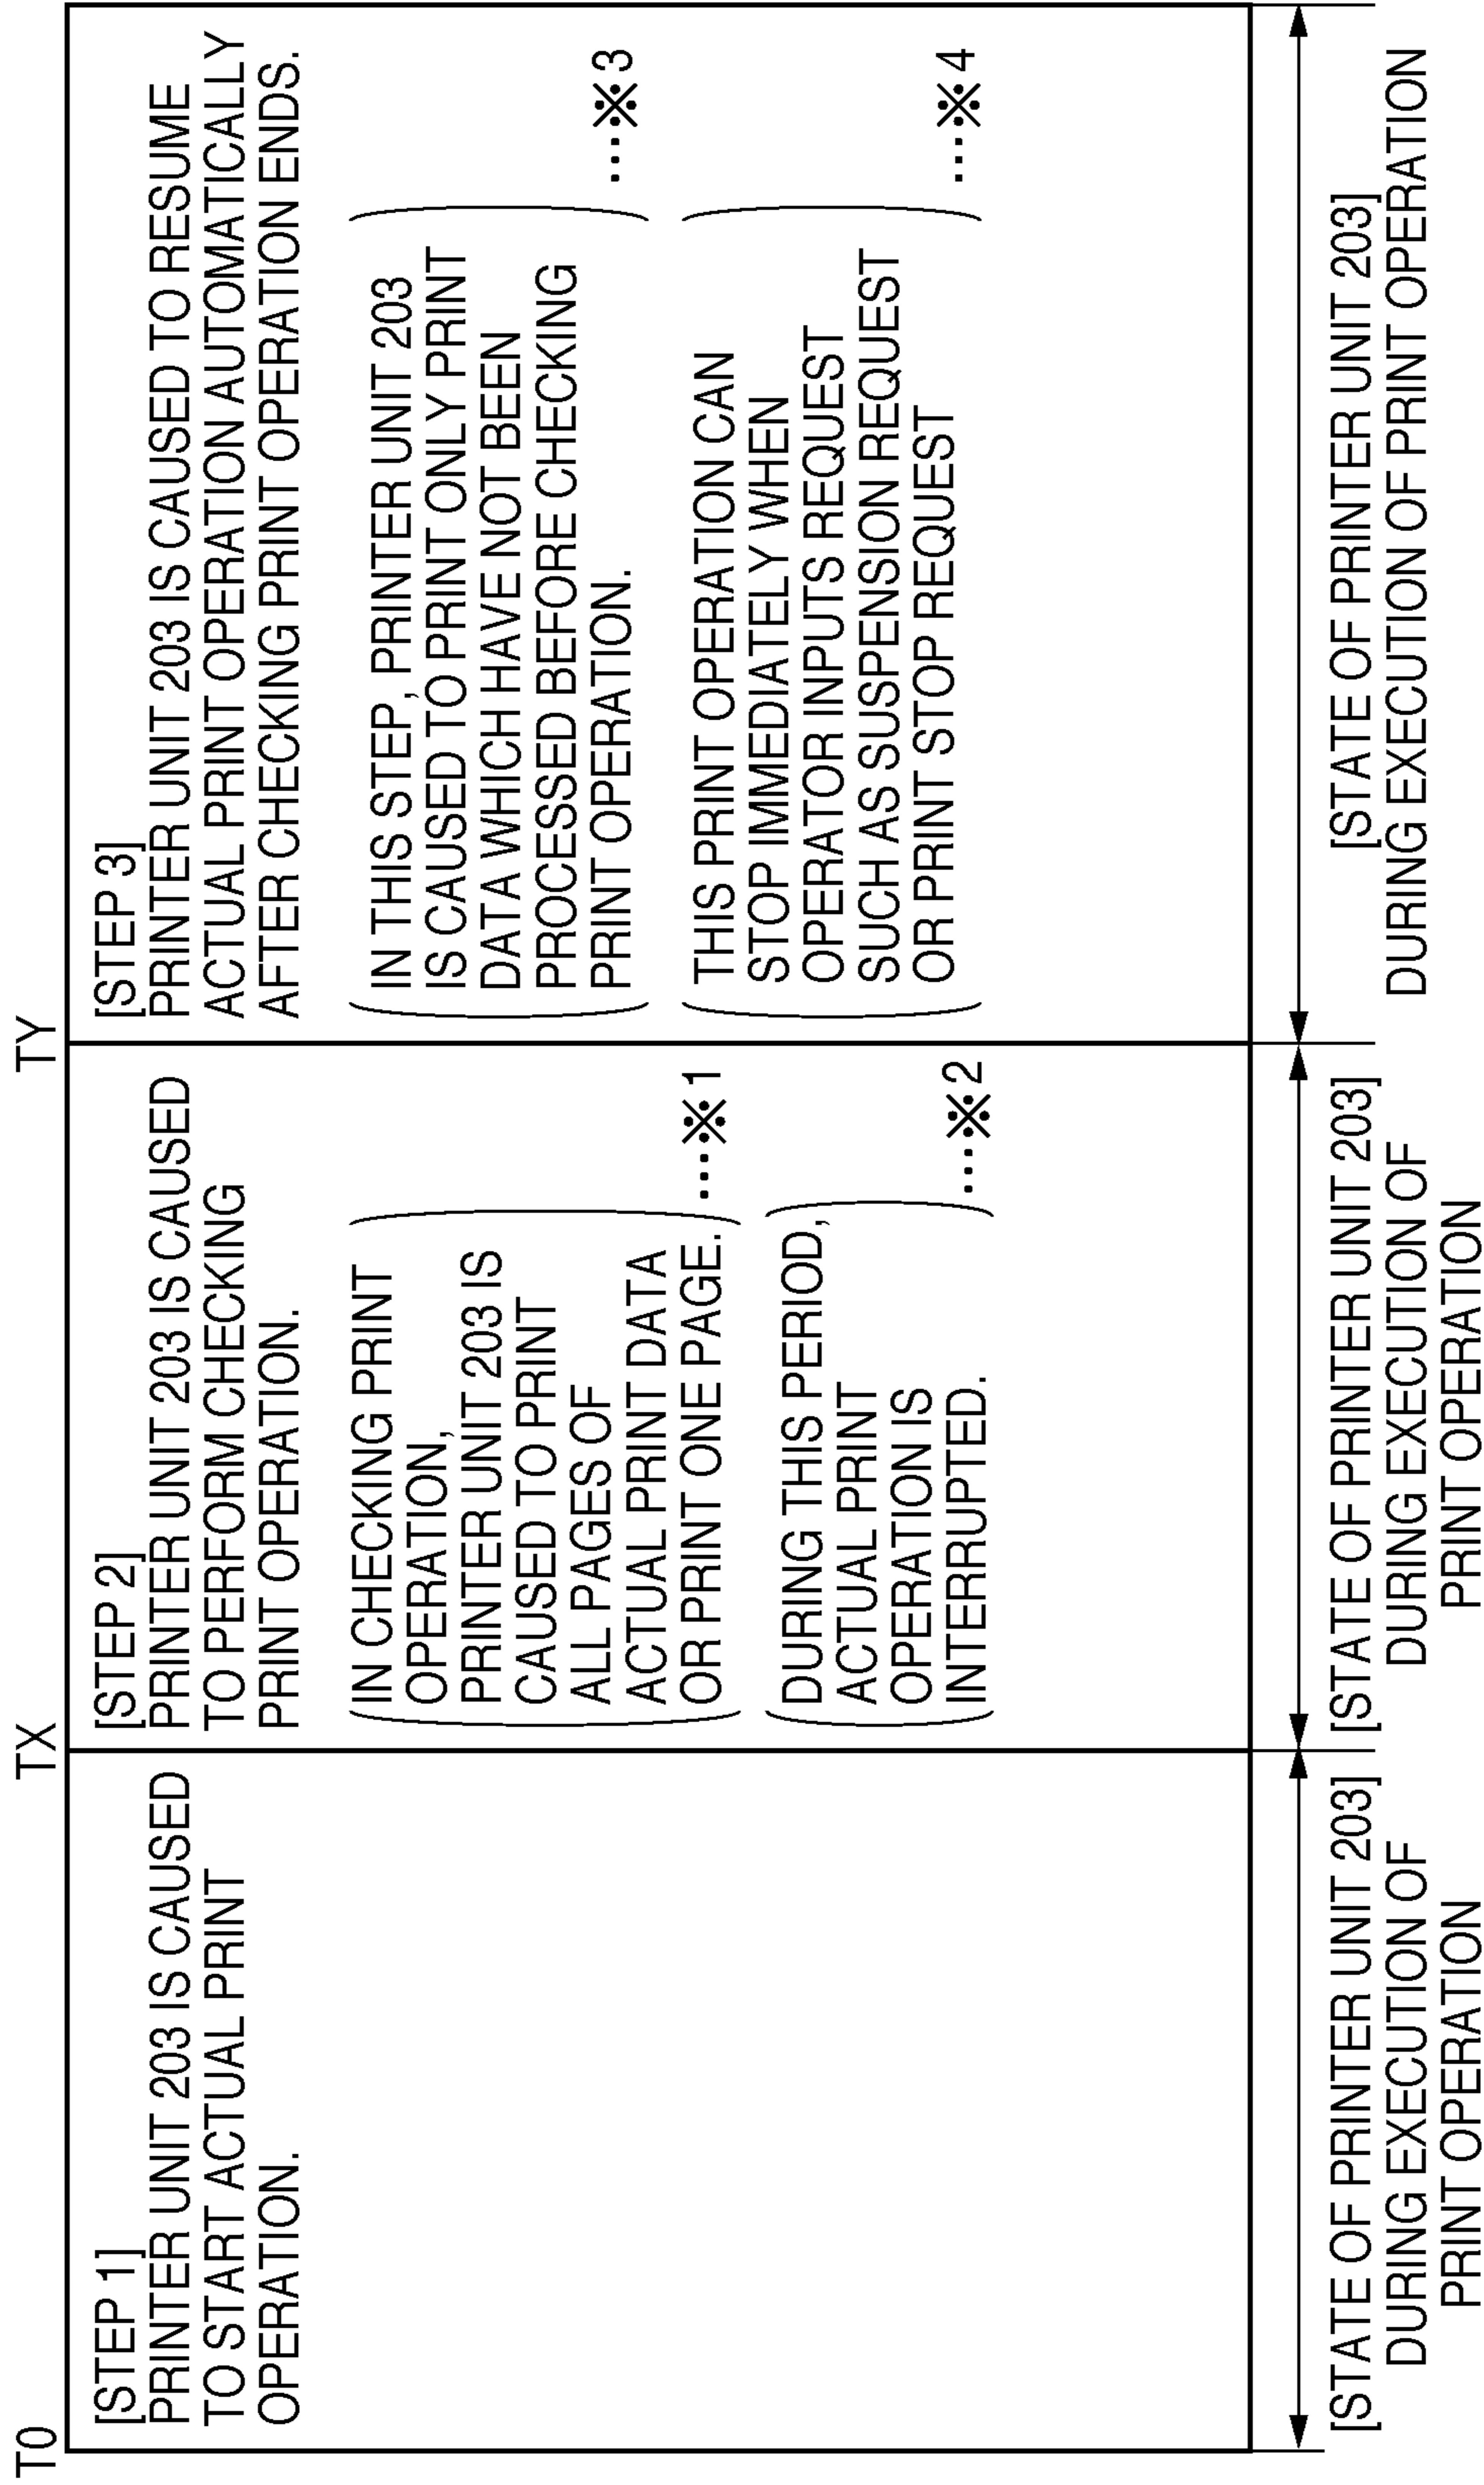 T0
TX
TY
[STEP 1]
PRINTER UNIT 203 IS CAUSED
TO START ACTUAL PRINT
OPERATION.
[STEP 2]
PRINTER UNIT 203 IS CAUSED
TO PERFORM CHECKING
PRINT OPERATION.
IN CHECKING PRINT
OPERATION,
PRINTER UNIT 203 IS
CAUSED TO PRINT
ALL PAGES OF
ACTUAL PRINT DATA
OR PRINT ONE PAGE.
...※1
DURING THIS PERIOD,
ACTUAL PRINT
OPERATION IS
INTERRUPTED.
...※2
[STEP 3]
PRINTER UNIT 203 IS CAUSED TO RESUME
ACTUAL PRINT OPERATION AUTOMATICALLY
AFTER CHECKING PRINT OPERATION ENDS.
IN THIS STEP, PRINTER UNIT 203
IS CAUSED TO PRINT ONLY PRINT
DATA WHICH HAVE NOT BEEN
PROCESSED BEFORE CHECKING
PRINT OPERATION.
...※3
THIS PRINT OPERATION CAN
STOP IMMEDIATELY WHEN
OPERATOR INPUTS REQUEST
SUCH AS SUSPENSION REQUEST
OR PRINT STOP REQUEST
...※4
[STATE OF PRINTER UNIT 203]
DURING EXECUTION OF
PRINT OPERATION
[STATE OF PRINTER UNIT 203]
DURING EXECUTION OF
PRINT OPERATION
[STATE OF PRINTER UNIT 203]
DURING EXECUTION OF PRINT OPERATION